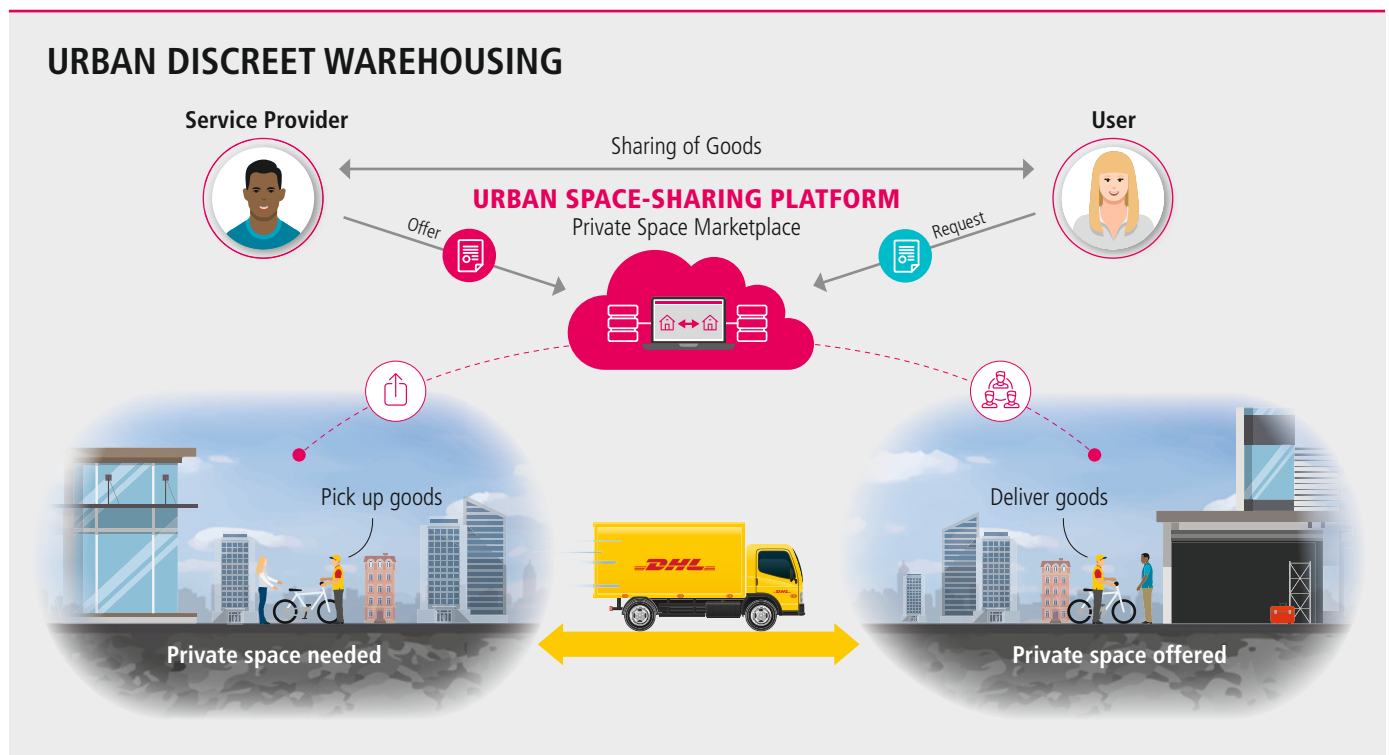 URBAN DISCREET WAREHOUSING
Service Provider
User
Sharing of Goods
URBAN SPACE-SHARING PLATFORM
Private Space Marketplace
Offer
Request
Pick up goods
Deliver goods
DHL
DHL
Private space needed
Private space offered